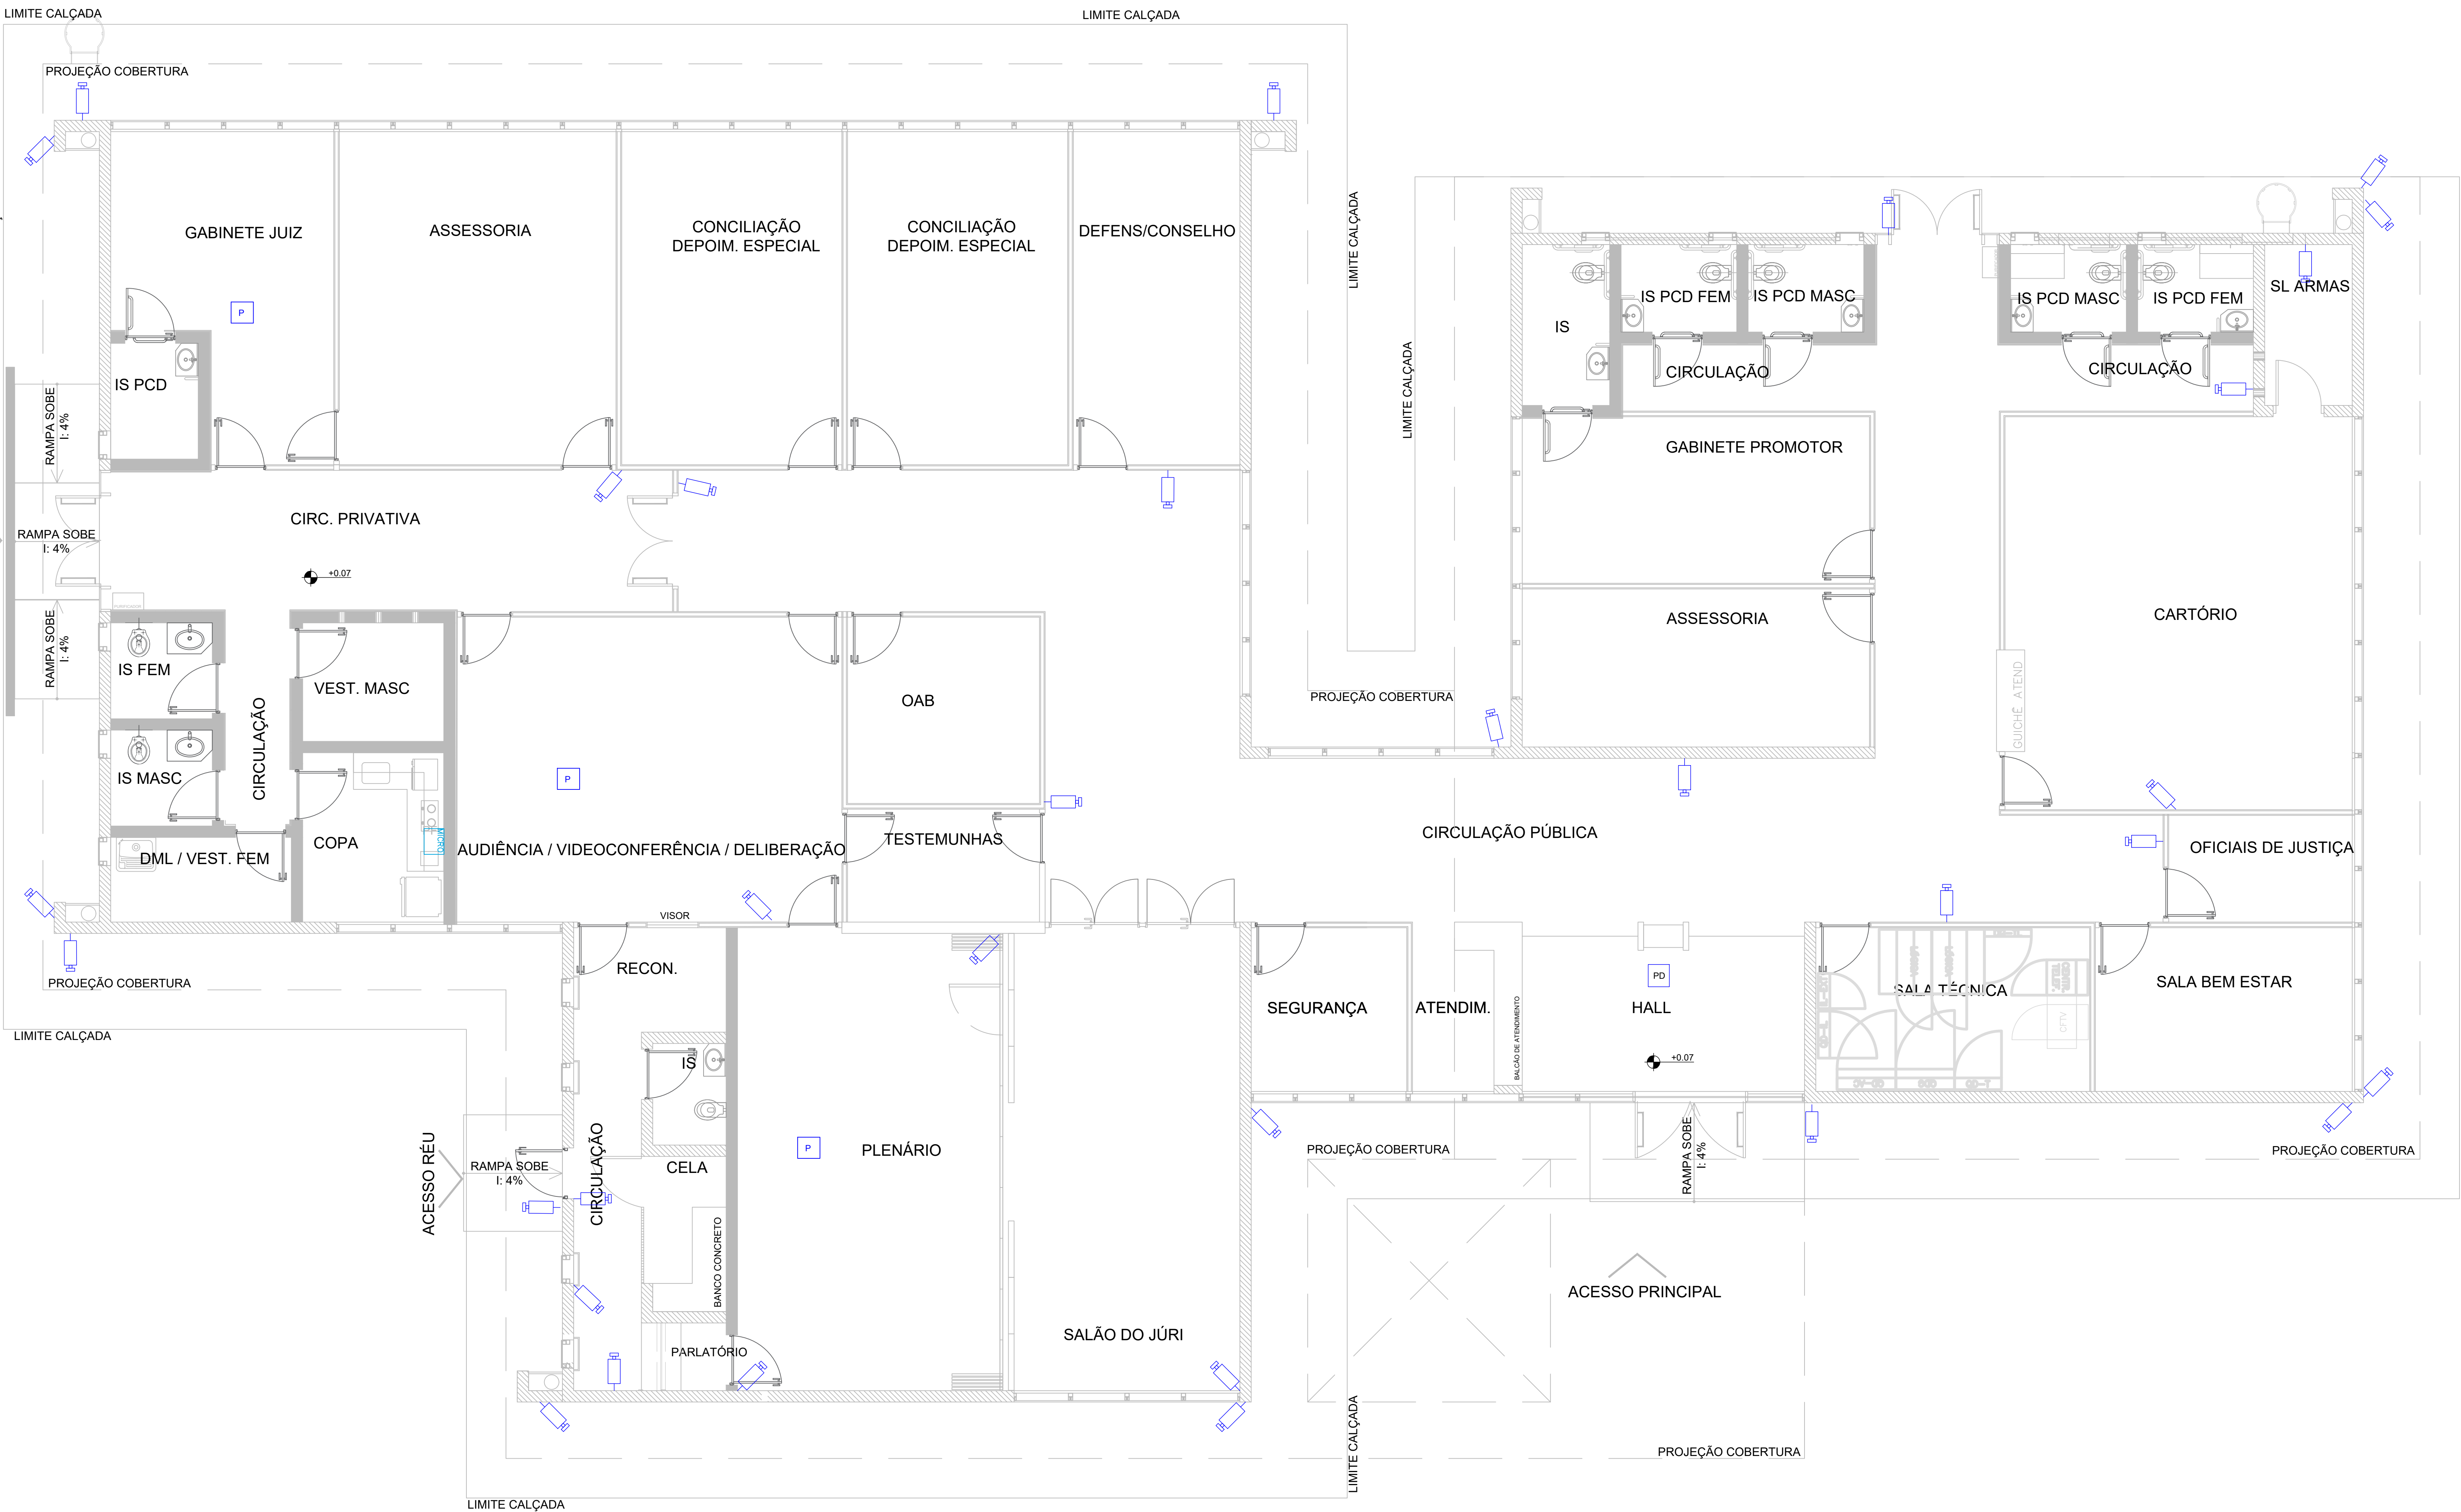 LIMITE CALÇADA
LIMITE CALÇADA
PROJEÇÃO COBERTURA
GABINETE JUIZ
ASSESSORIA
CONCILIAÇÃO
DEPOIM. ESPECIAL
CONCILIAÇÃO
DEPOIM. ESPECIAL
DEFENS/CONSELHO
LIMITE CALÇADA
LIMITE CALÇADA
P
IS PCD
IS
IS PCD FEM
IS PCD MASC
IS PCD MASC
IS PCD FEM
SL ARMAS
CIRCULAÇÃO
CIRCULAÇÃO
RAMPA SOBE
I: 4%
RAMPA SOBE
I: 4%
RAMPA SOBE
I: 4%
CIRC. PRIVATIVA
+0.07
PURIFICADOR
GABINETE PROMOTOR
ASSESSORIA
CARTÓRIO
GUICHÊ ATEND
IS FEM
IS MASC
CIRCULAÇÃO
VEST. MASC
COPA
MICRO
DML / VEST. FEM
P
AUDIÊNCIA / VIDEOCONFERÊNCIA / DELIBERAÇÃO
OAB
TESTEMUNHAS
PROJEÇÃO COBERTURA
CIRCULAÇÃO PÚBLICA
OFICIAIS DE JUSTIÇA
VISOR
RECON.
PROJEÇÃO COBERTURA
LIMITE CALÇADA
SEGURANÇA
ATENDIM.
BALCÃO DE ATENDIMENTO
PD
HALL
+0.07
SALA TÉCNICA
CENTR.
TELEF.
CFTV
SALA BEM ESTAR
IS
ACESSO RÉU
RAMPA SOBE
I: 4%
CIRCULAÇÃO
CELA
BANCO CONCRETO
P
PLENÁRIO
PARLATÓRIO
SALÃO DO JÚRI
PROJEÇÃO COBERTURA
RAMPA SOBE
I: 4%
PROJEÇÃO COBERTURA
ACESSO PRINCIPAL
LIMITE CALÇADA
PROJEÇÃO COBERTURA
LIMITE CALÇADA